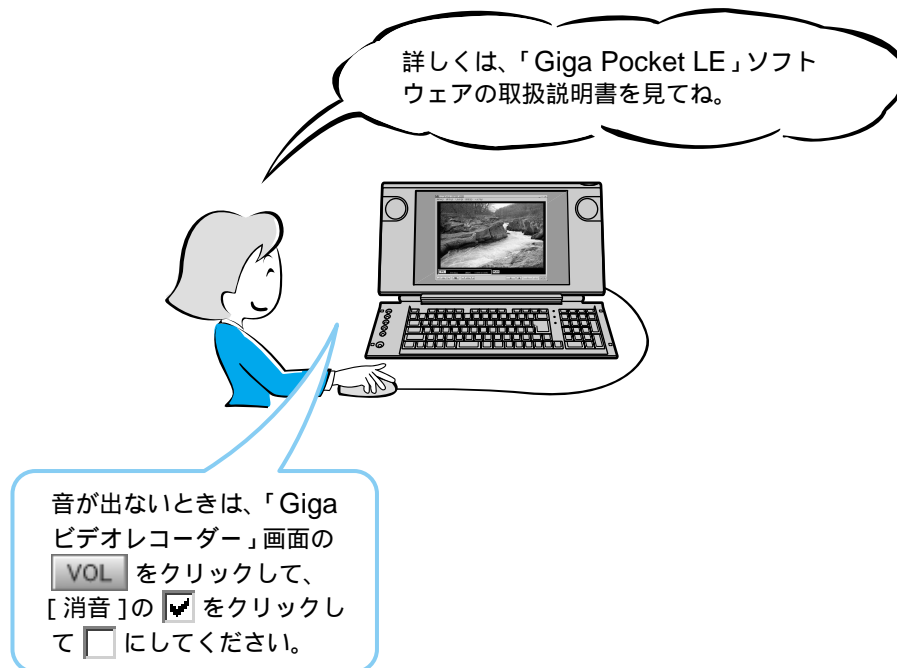 詳しくは、「Giga Pocket LE」ソフト
ウェアの取扱説明書を見てね。
音が出ないときは、「Giga
ビデオレコーダー」画面の
VOL をクリックして、
[消音]の をクリックし
て にしてください。